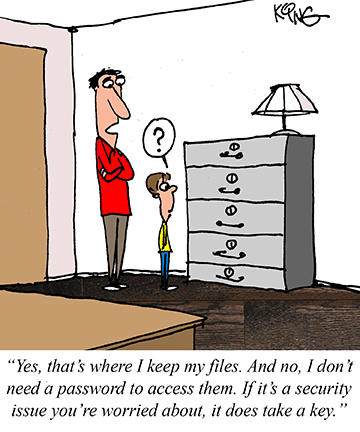 ?
“Yes, that’s where I keep my files. And no, I don’t
need a password to access them. If it’s a security
issue you’re worried about, it does take a key.”